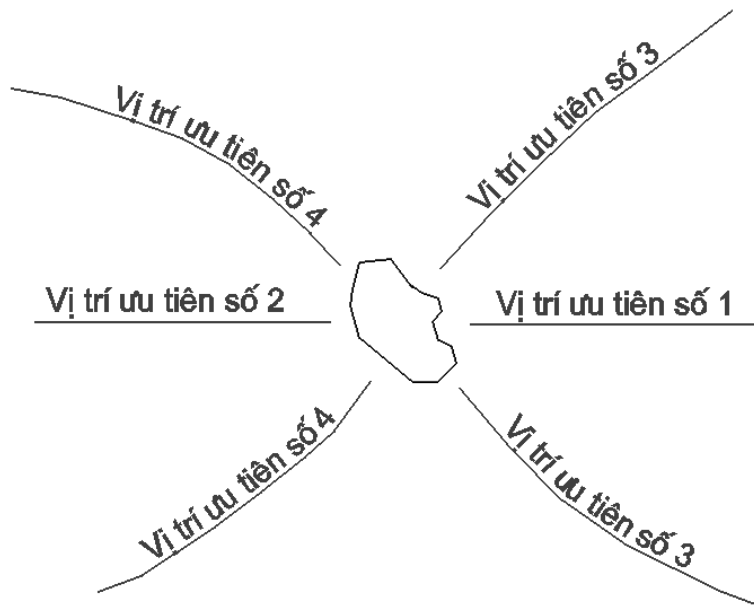 Vị trí ưu tiên số 4
Vị trí ưu tiên số 3
Vị trí ưu tiên số 2
Vị trí ưu tiên số 1
Vị trí ưu tiên số 4
Vị trí ưu tiên số 3